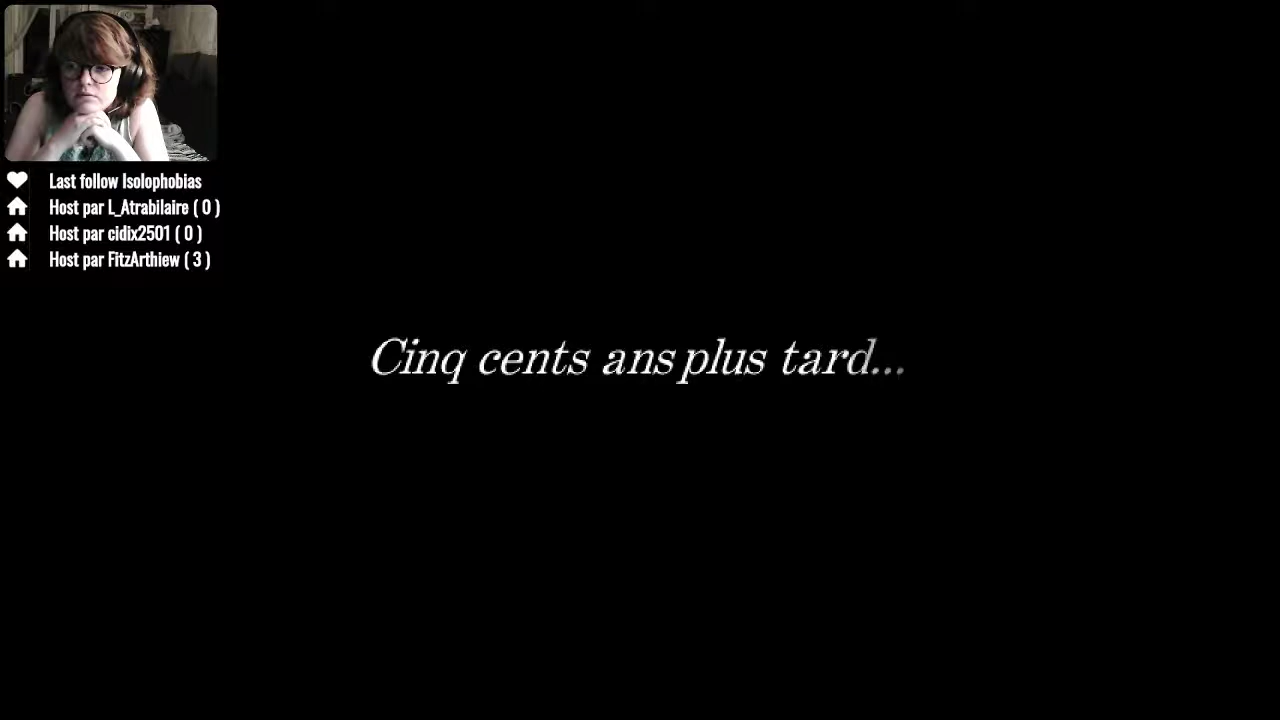 Last follow Isolophobias
Host par L_Atrabilaire ( 0 )
Host par cidix2501 ( 0 )
Host par FitzArthiew ( 3 )
Cinq cents ans plus tard...